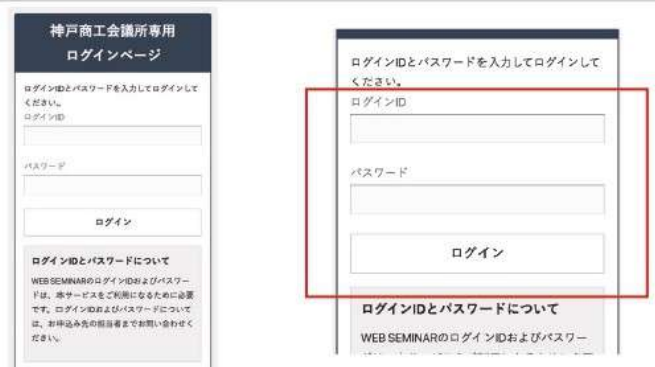 神戸商工会議所専用
ログインページ
ログインIDとパスワードを入力してログインして
ください。
ログインID
パスワード
ログイン
ログインIDとパスワードについて
WEB SEMINARのログインIDおよびパスワー
ドは、本サービスをご利用になるために必要
です。ログインIDおよびパスワードについて
は、お申込み先の担当者までお問い合わせく
ださい。
ログインIDとパスワードを入力してログインして
ください。
ログインID
パスワード
ログイン
ログインIDとパスワードについて
WEB SEMINARのログインIDおよびパスワー